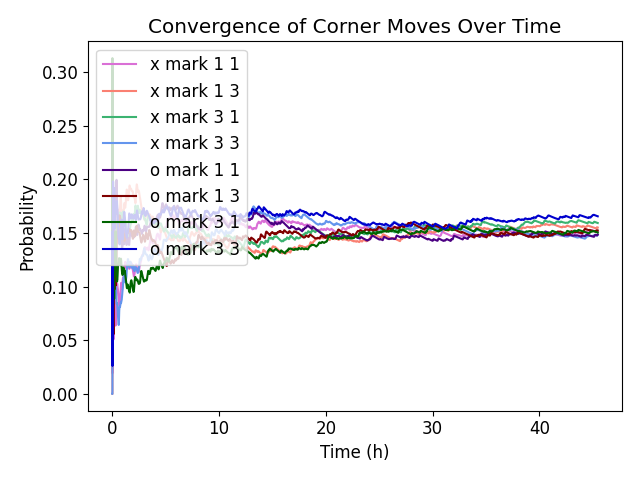 Convergence of Corner Moves Over Time
0.30
0.25
0.20
0.15
0.10
0.05
0.00
Probability
x mark 1 1
x mark 1 3
x mark 3 1
x mark 3 3
o mark 1 1
o mark 1 3
o mark 3 1
o mark 3 3
0 10 20 30 40
Time (h)